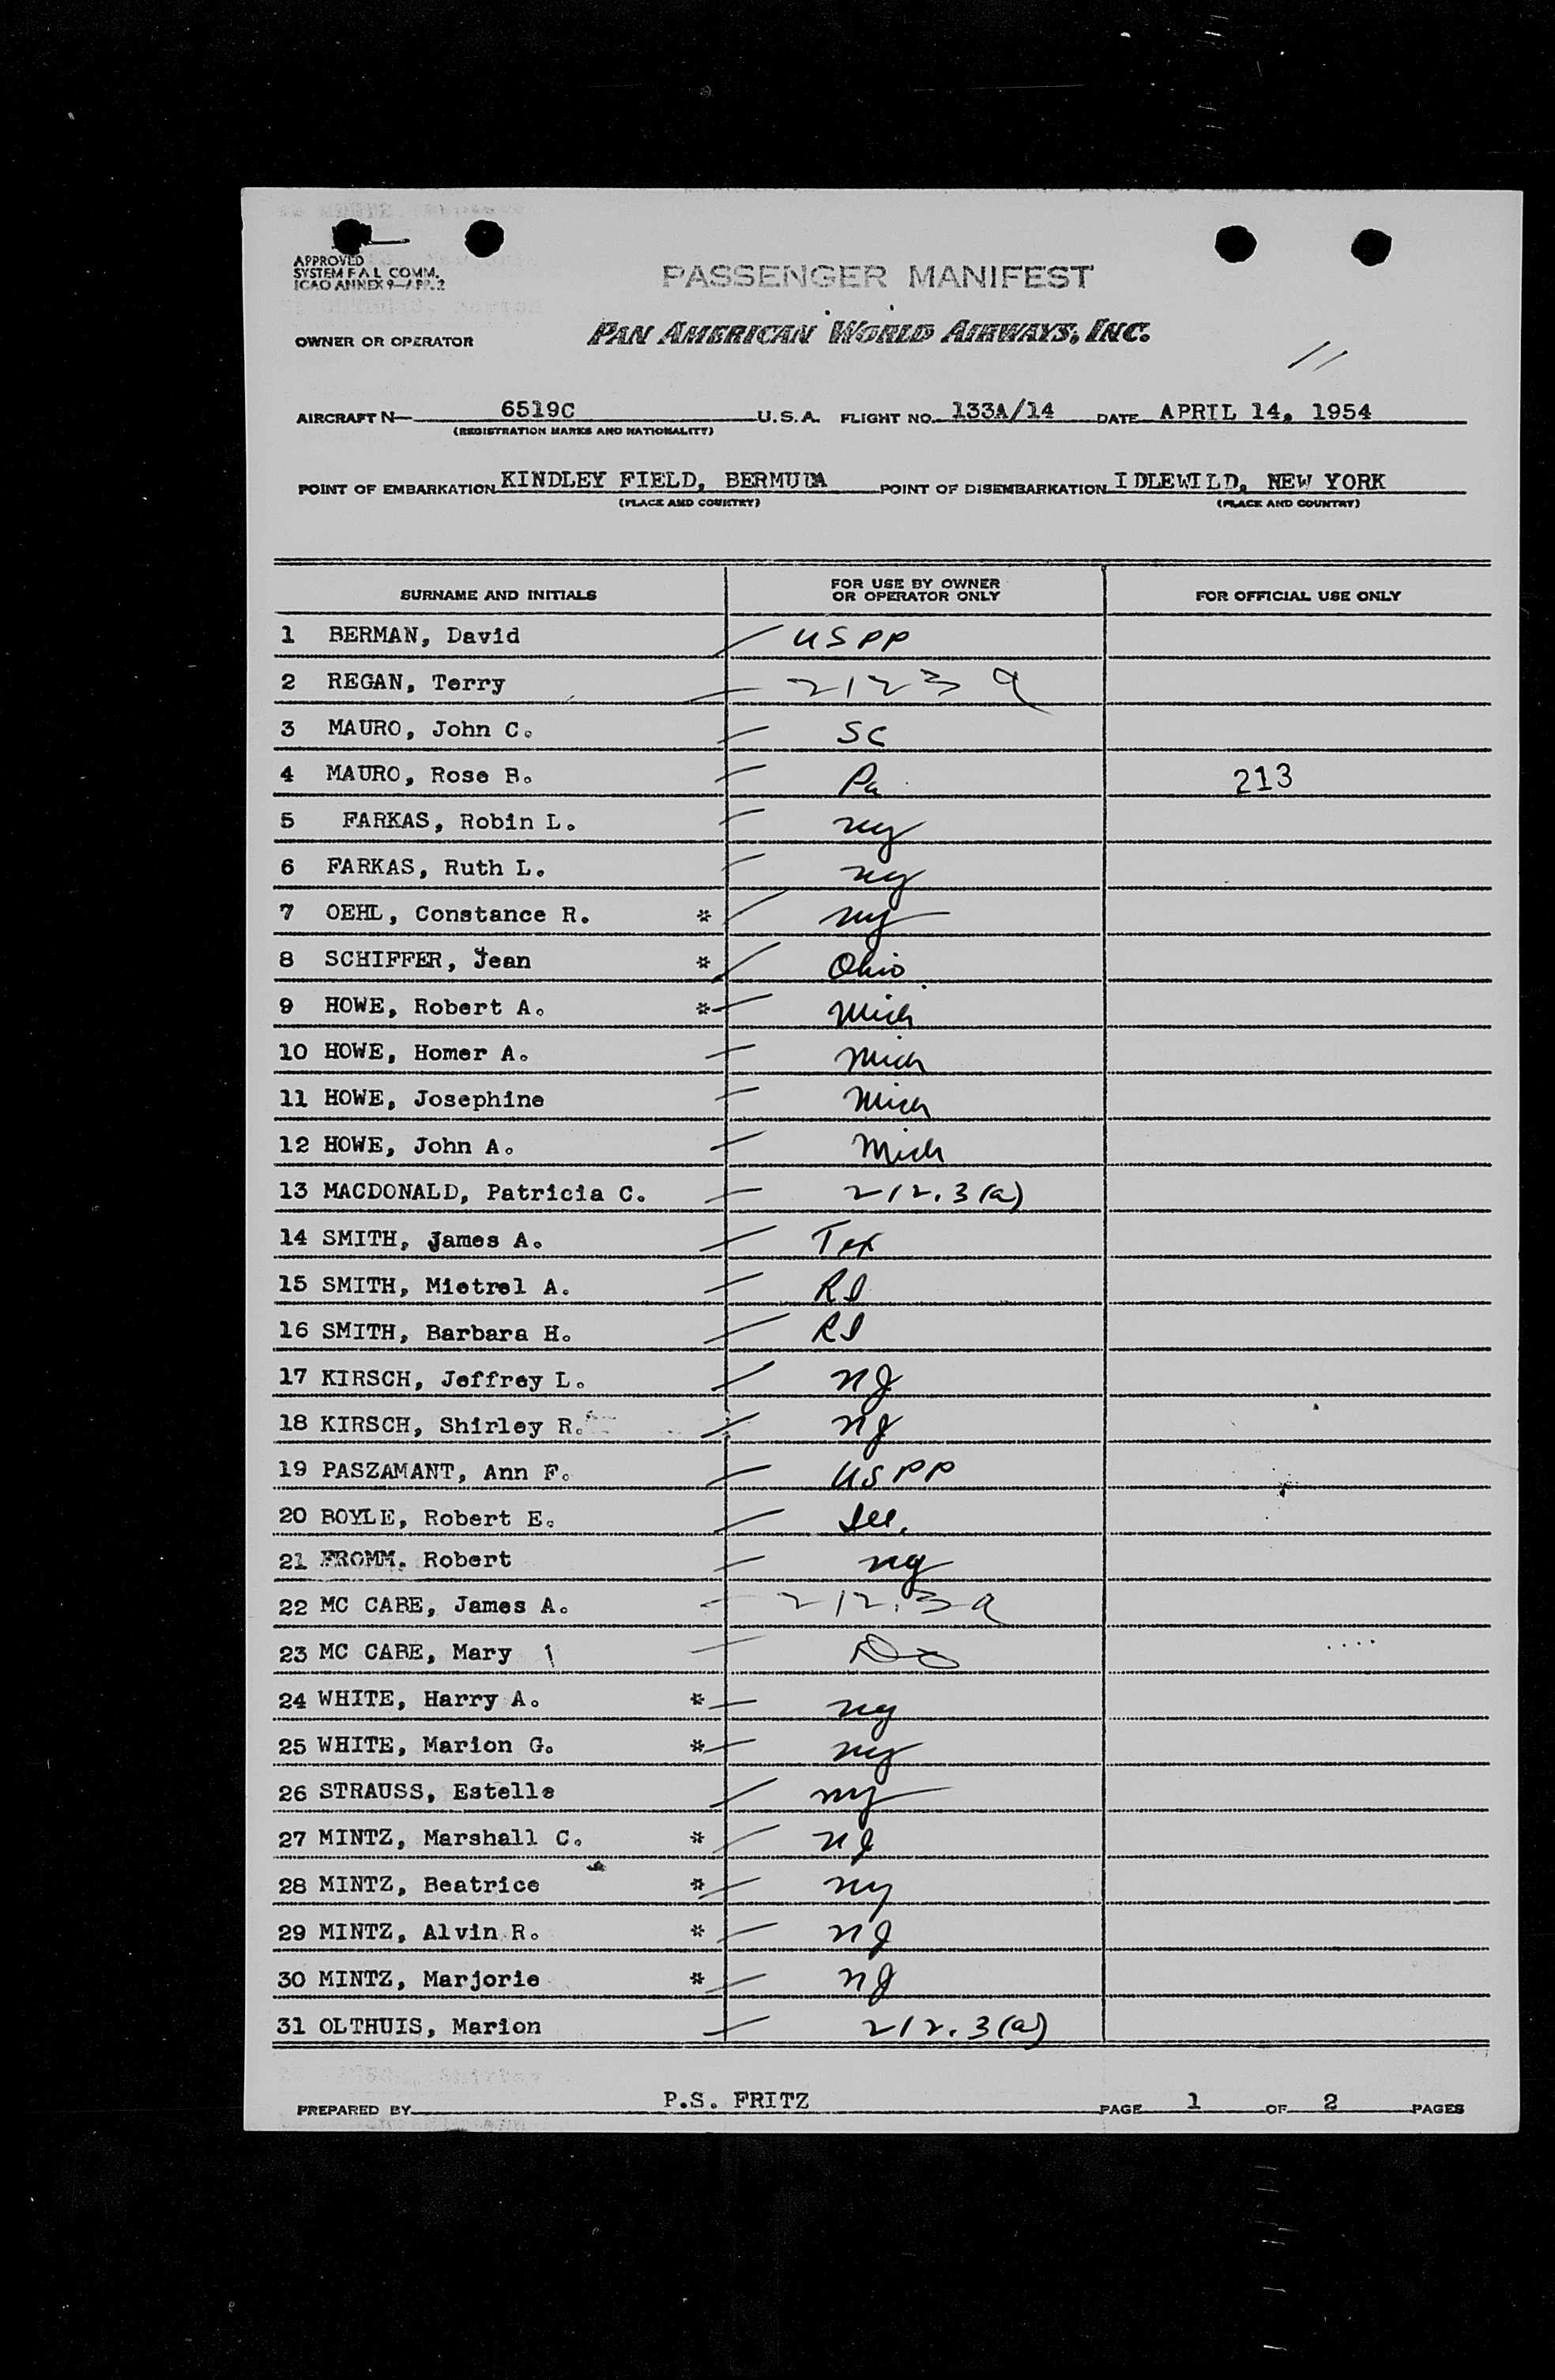 APPROVED
SYSTEM F A L COMM.
ICAO ANNEX 9—APP. 2
PASSENGER MANIFEST
OWNER OR OPERATOR PAN AMERICAN WORLD AIRWAYS, INC.
11
AIRCRAFT N— 6519C U.S.A. FLIGHT NO. 133A/14 DATE APRIL 14, 1954
(REGISTRATION MARKS AND NATIONALITY)
POINT OF EMBARKATION KINDLEY FIELD, BERMUDA POINT OF DISEMBARKATION IDLEWILD, NEW YORK
(PLACE AND COUNTRY) (PLACE AND COUNTRY)
SURNAME AND INITIALS FOR USE BY OWNER OR OPERATOR ONLY FOR OFFICIAL USE ONLY
1 BERMAN, David USPP
2 REGAN, Terry 2123 a
3 MAURO, John C. SC
4 MAURO, Rose B. Pa 213
5 FARKAS, Robin L. ny
6 FARKAS, Ruth L. ny
7 OEHL, Constance R. * ny
8 SCHIFFER, Jean * Ohio
9 HOWE, Robert A. * Mich
10 HOWE, Homer A. Mich
11 HOWE, Josephine Mich
12 HOWE, John A. Mich
13 MACDONALD, Patricia C. 212.3(a)
14 SMITH, James A. Tex
15 SMITH, Mietrel A. RI
16 SMITH, Barbara H. RI
17 KIRSCH, Jeffrey L. NJ
18 KIRSCH, Shirley R. NJ
19 PASZAMANT, Ann F. USPP
20 BOYLE, Robert E. Ill.
21 FROMM, Robert ny
22 MC CABE, James A. 212.3a
23 MC CABE, Mary Do
24 WHITE, Harry A. * ny
25 WHITE, Marion G. * ny
26 STRAUSS, Estelle ny
27 MINTZ, Marshall C. * NJ
28 MINTZ, Beatrice * ny
29 MINTZ, Alvin R. * NJ
30 MINTZ, Marjorie * NJ
31 OLTHUIS, Marion 212.3(a)
PREPARED BY P.S. FRITZ PAGE 1 OF 2 PAGES